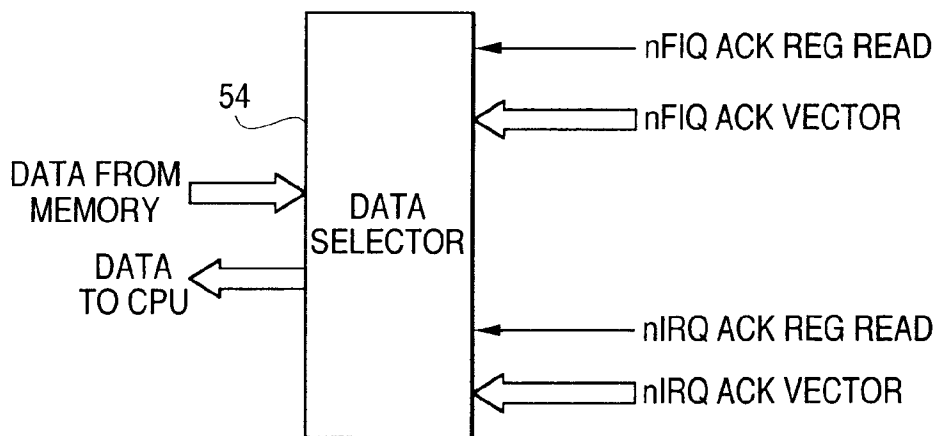 nFIQ ACK REG READ
54
nFIQ ACK VECTOR
DATA FROM
MEMORY
DATA
SELECTOR
DATA
TO CPU
nIRQ ACK REG READ
nIRQ ACK VECTOR